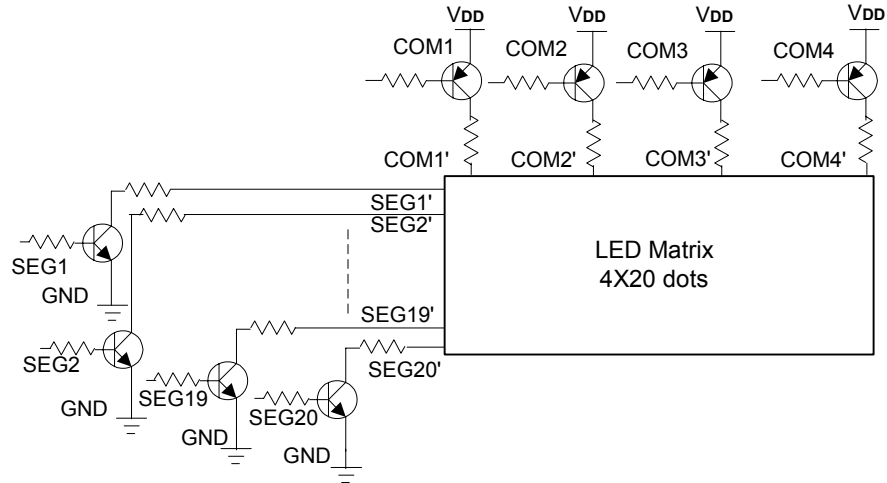 VDD VDD VDD VDD
COM1 COM2 COM3 COM4
COM1' COM2' COM3' COM4'
SEG1'
SEG2'
LED Matrix
4X20 dots
SEG1
GND
SEG19'
SEG2
SEG20'
SEG19
SEG20
GND
GND
GND